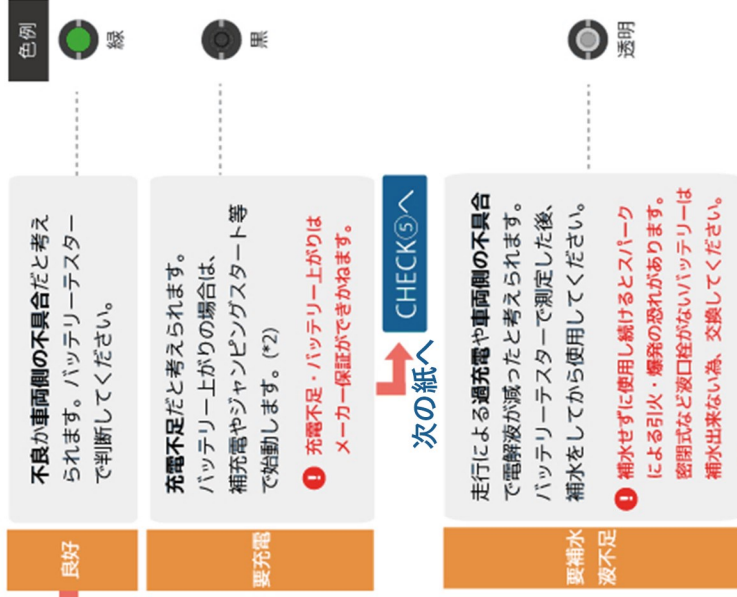 色例
良好
不良か車両側の不具合だと考え
られます。バッテリーテスター
で判断してください。
緑
要充電
充電不足だと考えられます。
バッテリー上がりの場合は、
補充電やジャンピングスタート等
で始動します。(*2)
充電不足・バッテリー上がりは
メーカー保証ができかねます。
黒
CHECK⑤へ
次の紙へ
要補水
液不足
走行による過充電や車両側の不具合
で電解液が減ったと考えられます。
バッテリーテスターで測定した後、
補水をしてから使用してください。
補水せずに使用し続けるとスパーク
による引火・爆発の恐れがあります。
密閉式など液口栓がないバッテリーは
補水出来ない為、交換してください。
透明